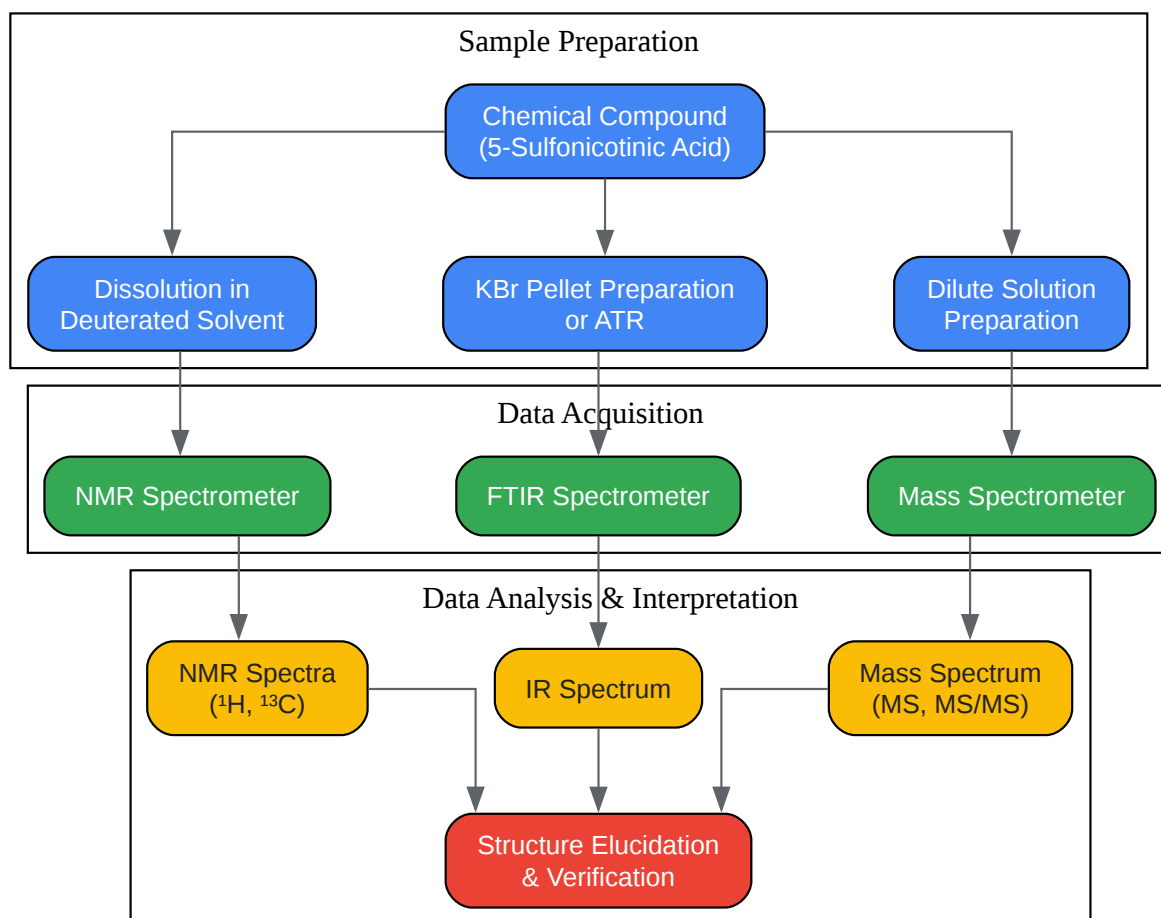 Sample Preparation
Chemical Compound
(5-Sulfonicotinic Acid)
Dissolution in
Deuterated Solvent
KBr Pellet Preparation
or ATR
Dilute Solution
Preparation
Data Acquisition
NMR Spectrometer
FTIR Spectrometer
Mass Spectrometer
Data Analysis & Interpretation
NMR Spectra
(¹H, ¹³C)
IR Spectrum
Mass Spectrum
(MS, MS/MS)
Structure Elucidation
& Verification